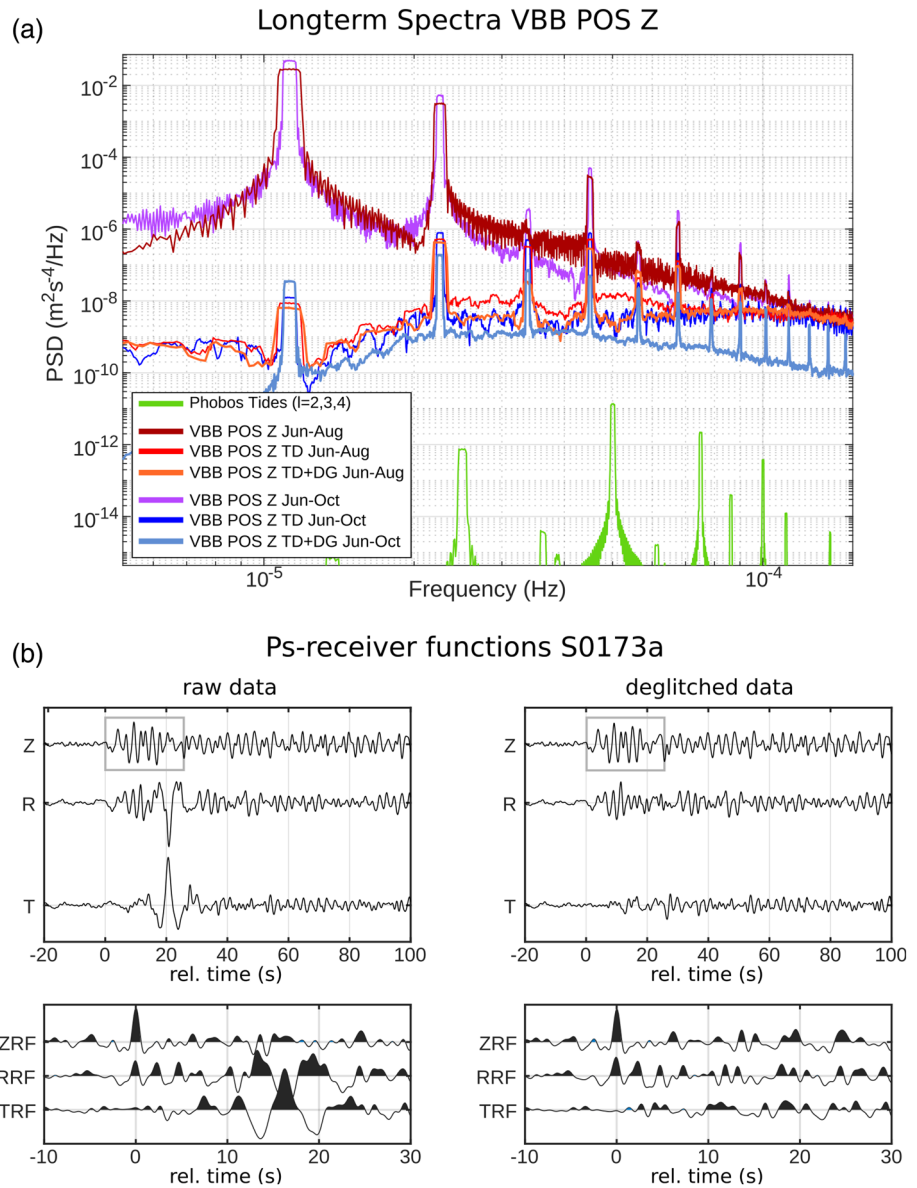 (a)
Longterm Spectra VBB POS Z
PSD (m²s⁻⁴/Hz)
10⁻²
10⁻⁴
10⁻⁶
10⁻⁸
10⁻¹⁰
10⁻¹²
10⁻¹⁴
Phobos Tides (l=2,3,4)
VBB POS Z Jun-Aug
VBB POS Z TD Jun-Aug
VBB POS Z TD+DG Jun-Aug
VBB POS Z Jun-Oct
VBB POS Z TD Jun-Oct
VBB POS Z TD+DG Jun-Oct
10⁻⁵ 10⁻⁴
Frequency (Hz)
(b)
Ps-receiver functions S0173a
raw data
Z
R
T
-20 0 20 40 60 80 100
rel. time (s)
ZRF
RRF
TRF
-10 0 10 20 30
rel. time (s)
deglitched data
Z
R
T
-20 0 20 40 60 80 100
rel. time (s)
ZRF
RRF
TRF
-10 0 10 20 30
rel. time (s)